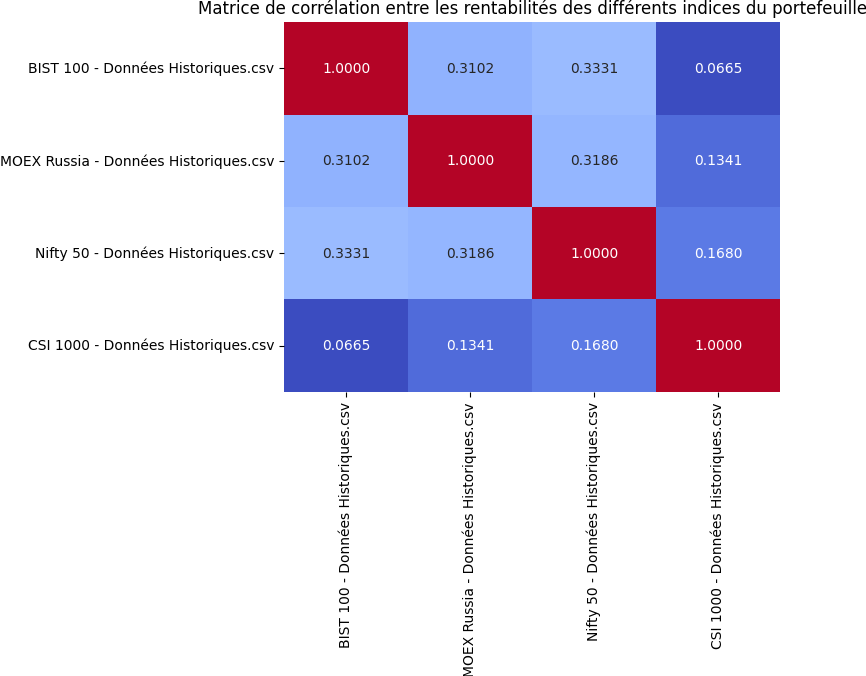 Matrice de corrélation entre les rentabilités des différents indices du portefeuille
BIST 100 - Données Historiques.csv 1.0000 0.3102 0.3331 0.0665
MOEX Russia - Données Historiques.csv 0.3102 1.0000 0.3186 0.1341
Nifty 50 - Données Historiques.csv 0.3331 0.3186 1.0000 0.1680
CSI 1000 - Données Historiques.csv 0.0665 0.1341 0.1680 1.0000
BIST 100 - Données Historiques.csv
MOEX Russia - Données Historiques.csv
Nifty 50 - Données Historiques.csv
CSI 1000 - Données Historiques.csv